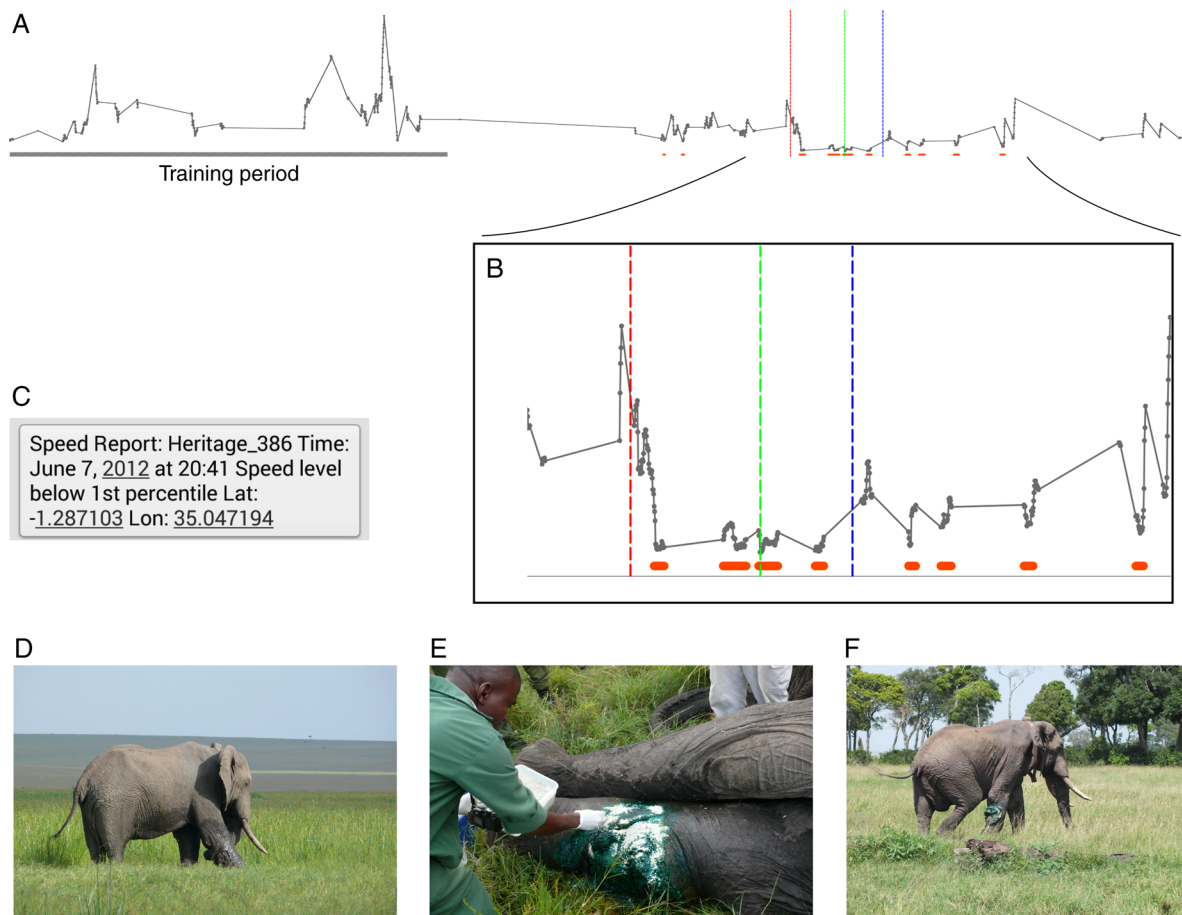 A
Training period
B
C
Speed Report: Heritage_386 Time:
June 7, 2012 at 20:41 Speed level
below 1st percentile Lat:
-1.287103 Lon: 35.047194
D
E
F